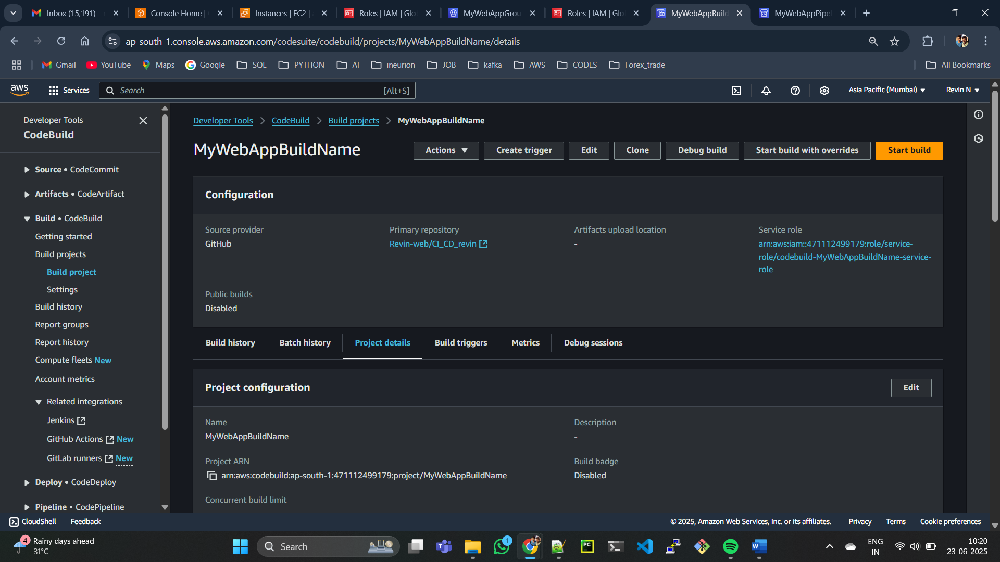 Inbox (15,191) -
Console Home |
Instances | EC2 |
Roles | IAM | Glo
MyWebAppGrou
Roles | IAM | Glo
MyWebAppBuild
MyWebAppPipe
ap-south-1.console.aws.amazon.com/codesuite/codebuild/projects/MyWebAppBuildName/details
Gmail
YouTube
Maps
Google
SQL
PYTHON
AI
ineurion
JOB
kafka
AWS
CODES
Forex_trade
All Bookmarks
aws
Services
Search
[Alt+S]
Asia Pacific (Mumbai)
Revin N
Developer Tools
CodeBuild
Source • CodeCommit
Artifacts • CodeArtifact
Build • CodeBuild
Getting started
Build projects
Build project
Settings
Build history
Report groups
Report history
Compute fleets New
Account metrics
Related integrations
Jenkins
GitHub Actions New
GitLab runners New
Deploy • CodeDeploy
Pipeline • CodePipeline
Developer Tools > CodeBuild > Build projects > MyWebAppBuildName
MyWebAppBuildName
Actions
Create trigger
Edit
Clone
Debug build
Start build with overrides
Start build
Configuration
Source provider
GitHub
Primary repository
Revin-web/CI_CD_revin
Artifacts upload location
-
Service role
arn:aws:iam::471112499179:role/service-
role/codebuild-MyWebAppBuildName-service-
role
Public builds
Disabled
Build history
Batch history
Project details
Build triggers
Metrics
Debug sessions
Project configuration
Edit
Name
MyWebAppBuildName
Description
-
Project ARN
arn:aws:codebuild:ap-south-1:471112499179:project/MyWebAppBuildName
Build badge
Disabled
Concurrent build limit
CloudShell
Feedback
© 2025, Amazon Web Services, Inc. or its affiliates.
Privacy
Terms
Cookie preferences
4
Rainy days ahead
31°C
Search
1
PC
ENG
IN
10:20
23-06-2025